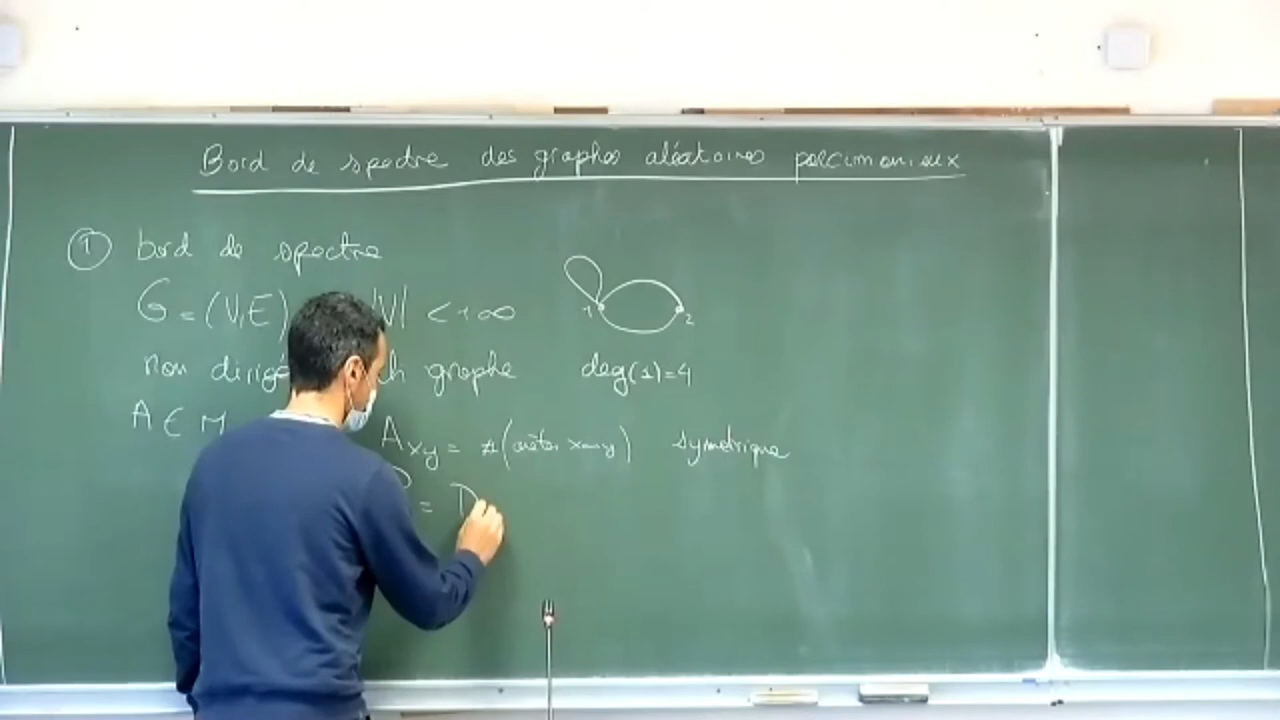 Bord de spectre des graphes aléatoires parcimonieux
① bord de spectre
G = (V,E) |V| < +∞
1 2
non dirigé graphe deg(1)=4
A ∈ M A_xy = #(arêtes x—y) symétrique
P = D